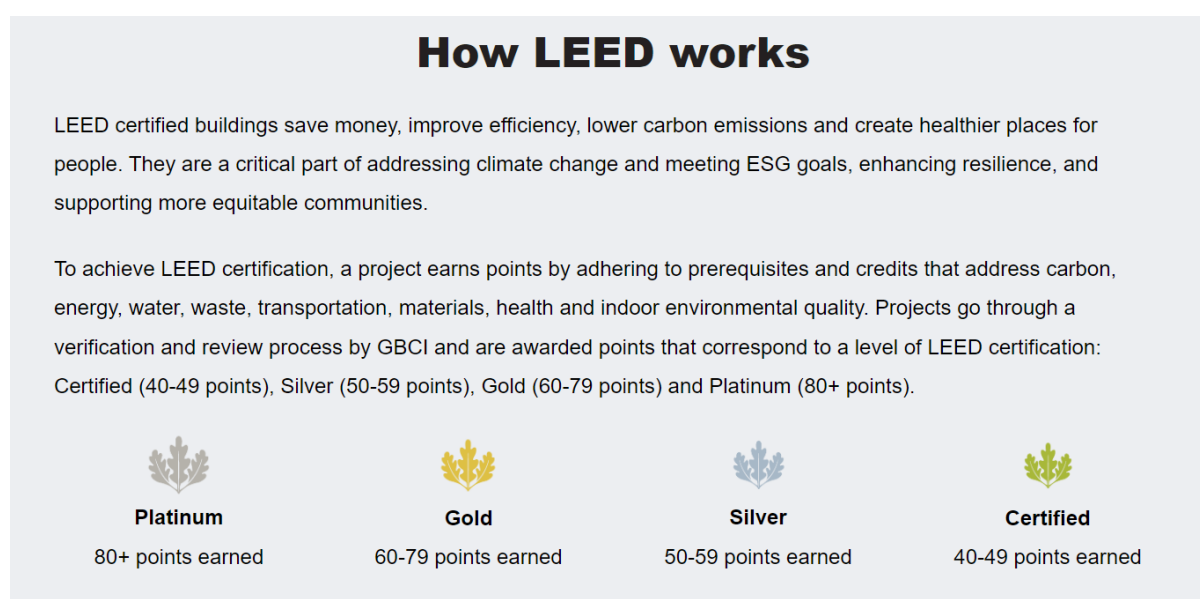 How LEED works
LEED certified buildings save money, improve efficiency, lower carbon emissions and create healthier places for
people. They are a critical part of addressing climate change and meeting ESG goals, enhancing resilience, and
supporting more equitable communities.
To achieve LEED certification, a project earns points by adhering to prerequisites and credits that address carbon,
energy, water, waste, transportation, materials, health and indoor environmental quality. Projects go through a
verification and review process by GBCI and are awarded points that correspond to a level of LEED certification:
Certified (40-49 points), Silver (50-59 points), Gold (60-79 points) and Platinum (80+ points).
Platinum
80+ points earned
Gold
60-79 points earned
Silver
50-59 points earned
Certified
40-49 points earned